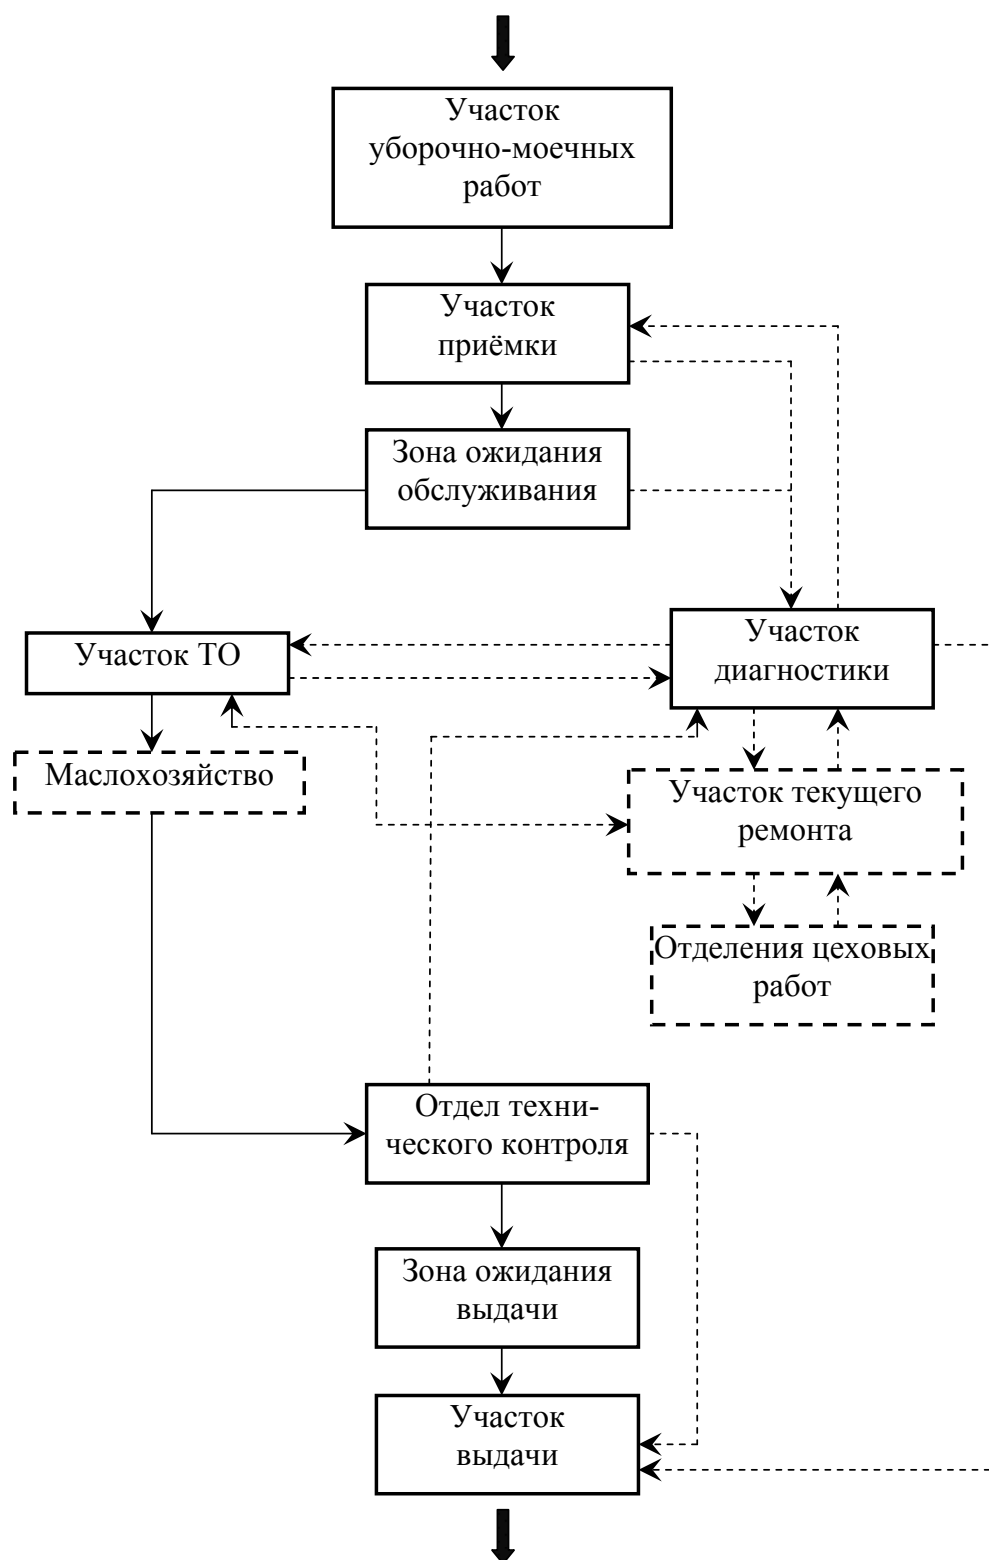 Участок
уборочно-моечных
работ
Участок
приёмки
Зона ожидания
обслуживания
Участок ТО
Участок
диагностики
Маслохозяйство
Участок текущего
ремонта
Отделения цеховых
работ
Отдел техни-
ческого контроля
Зона ожидания
выдачи
Участок
выдачи